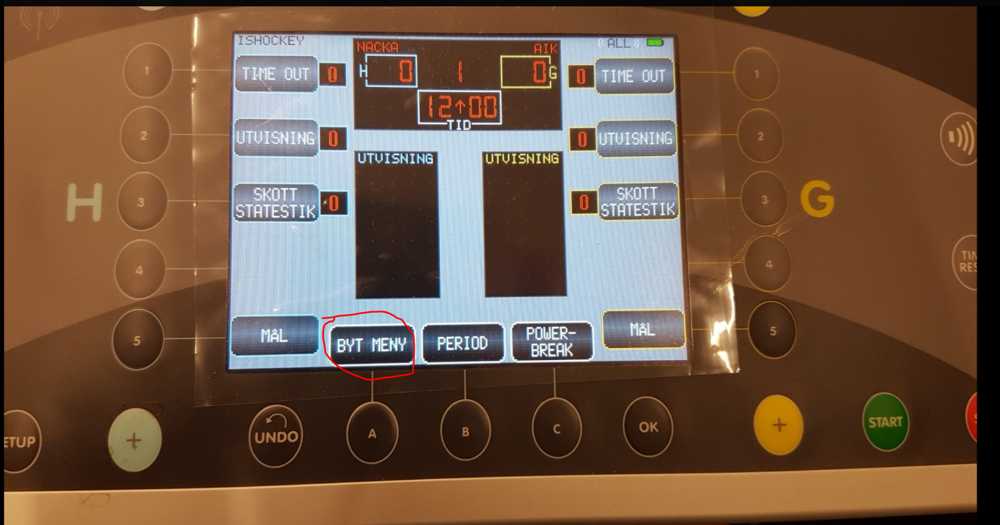 ISHOCKEY
((ALL))
NACKA
AIK
TIME OUT
0
H 0
1
0 G
0
TIME OUT
12↑00
TID
UTVISNING
0
0
UTVISNING
UTVISNING
UTVISNING
SKOTT
STATESTIK
0
0
SKOTT
STATESTIK
MÅL
BYT MENY
PERIOD
POWER-
BREAK
MÅL
1
2
H
3
4
5
1
2
3
G
4
5
ETUP
+
UNDO
A
B
C
OK
+
START